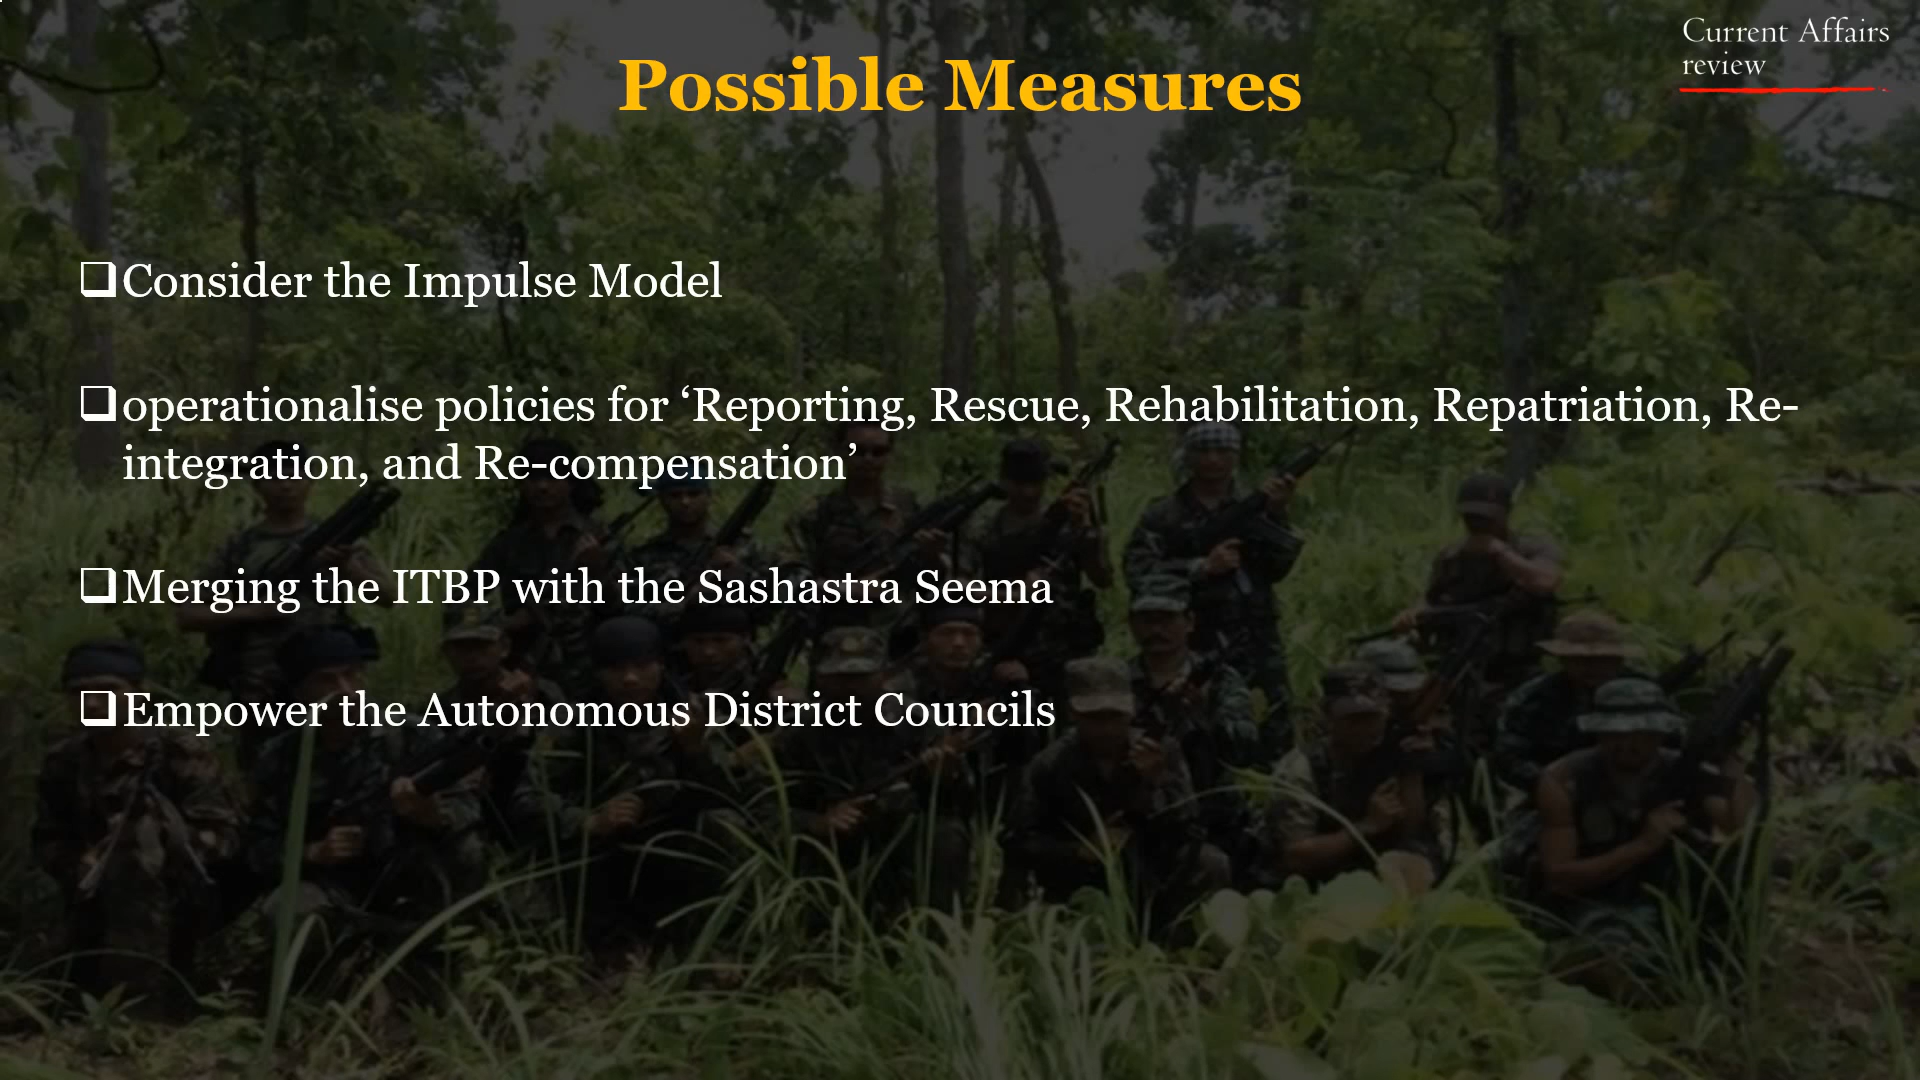 Current Affairs
review
Possible Measures
❑Consider the Impulse Model
❑operationalise policies for ‘Reporting, Rescue, Rehabilitation, Repatriation, Re-
integration, and Re-compensation’
❑Merging the ITBP with the Sashastra Seema
❑Empower the Autonomous District Councils